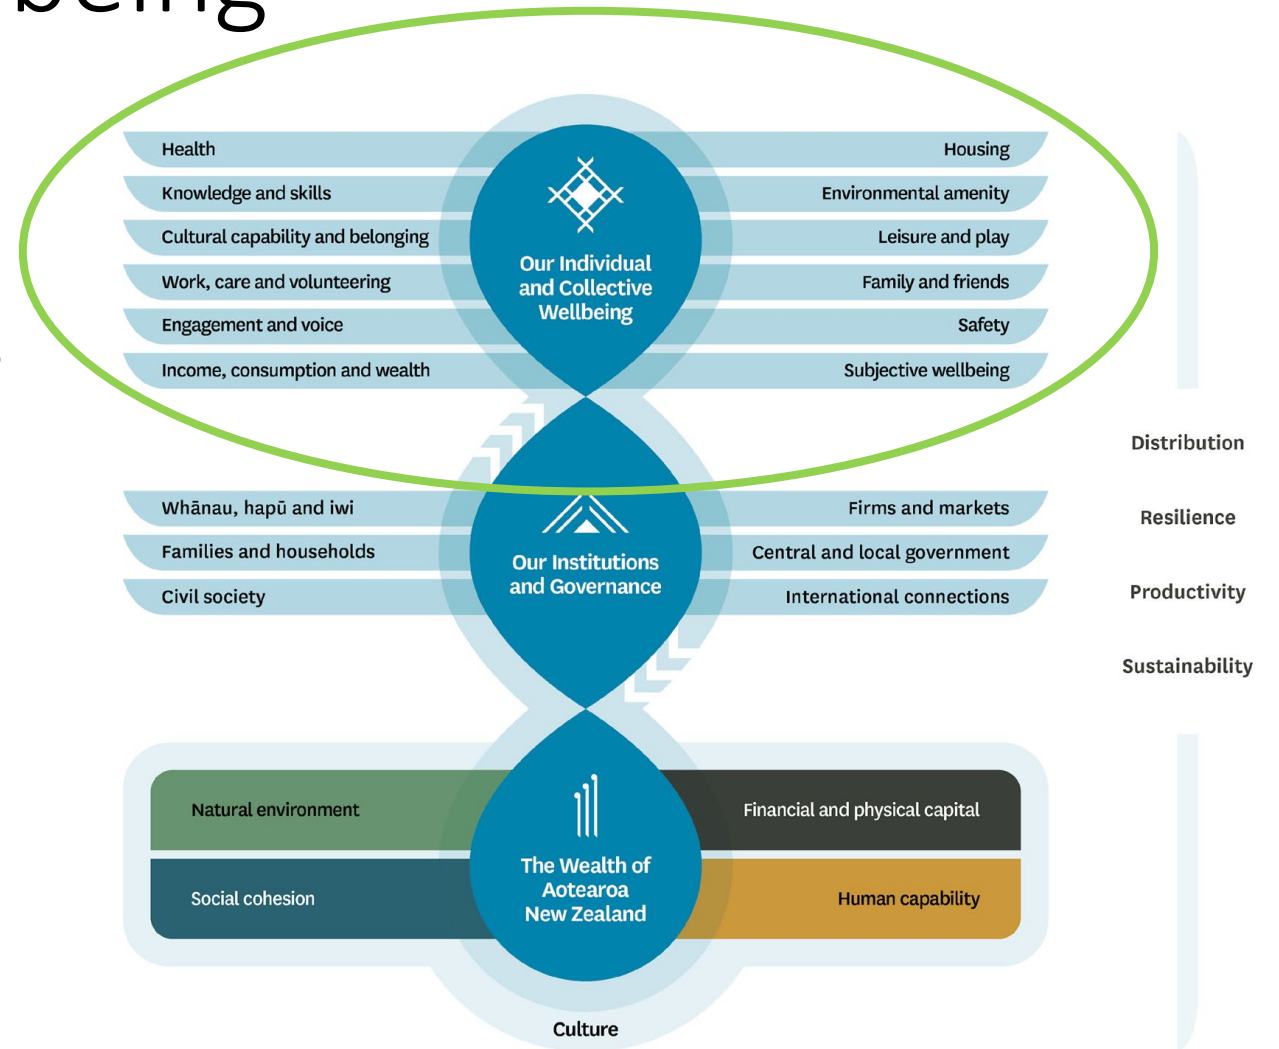 being
Health
Knowledge and skills
Cultural capability and belonging
Work, care and volunteering
Engagement and voice
Income, consumption and wealth
Our Individual
and Collective
Wellbeing
Housing
Environmental amenity
Leisure and play
Family and friends
Safety
Subjective wellbeing
Whānau, hapū and iwi
Families and households
Civil society
Our Institutions
and Governance
Firms and markets
Central and local government
International connections
Distribution
Resilience
Productivity
Sustainability
Natural environment
Social cohesion
The Wealth of
Aotearoa
New Zealand
Financial and physical capital
Human capability
Culture